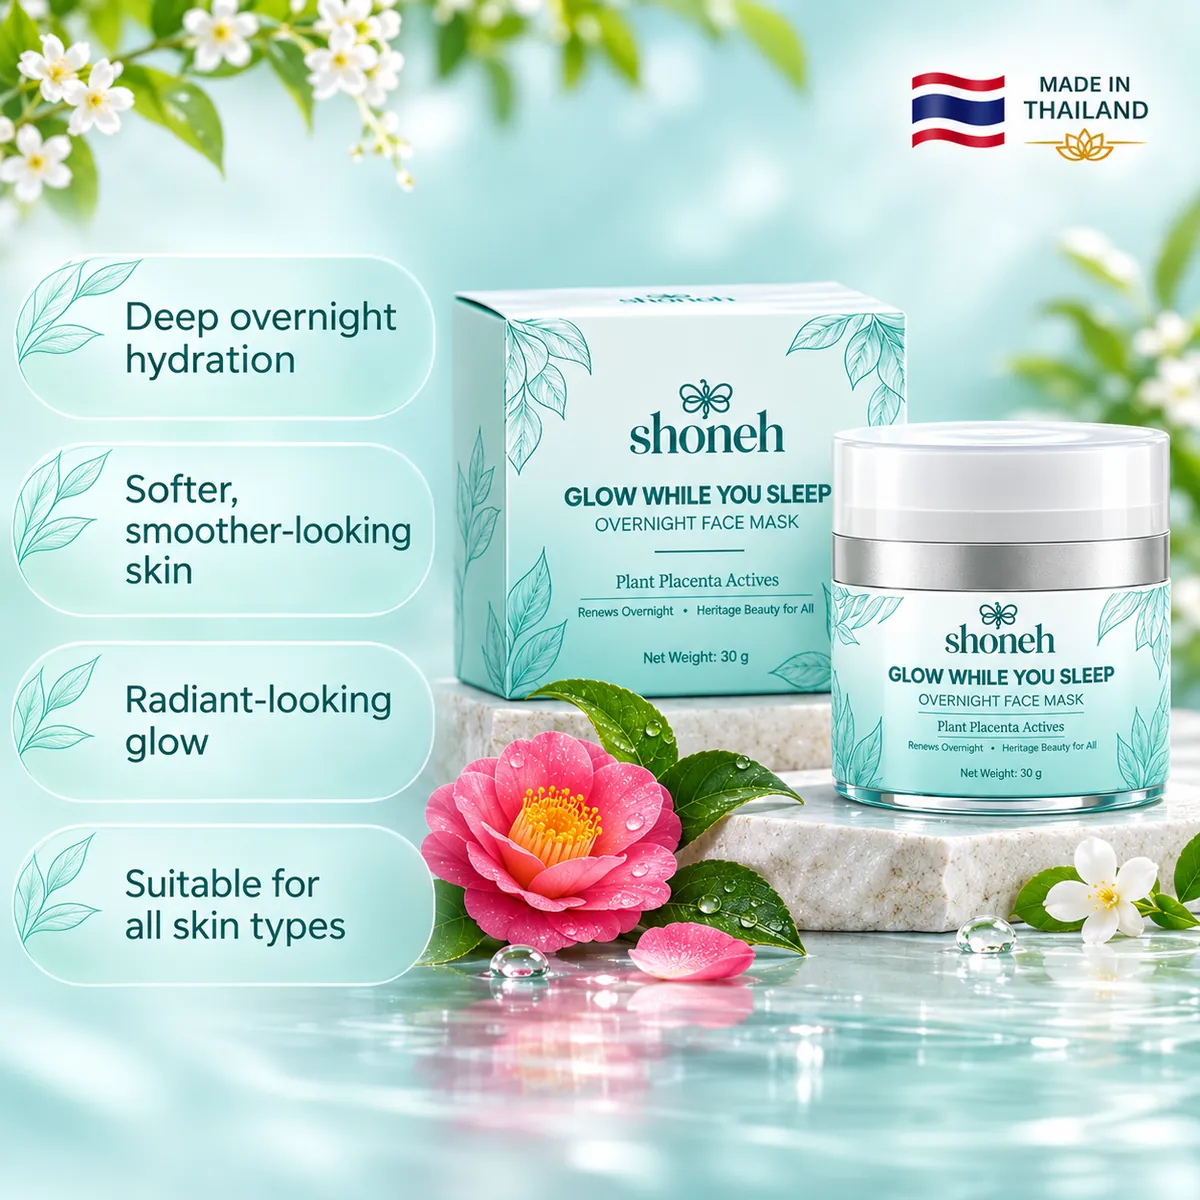 MADE IN
THAILAND
Deep overnight
hydration
Softer,
smoother-looking
skin
Radiant-looking
glow
Suitable for
all skin types
shoneh
shoneh
GLOW WHILE YOU SLEEP
OVERNIGHT FACE MASK
Plant Placenta Actives
Renews Overnight • Heritage Beauty for All
Net Weight: 30 g
shoneh
GLOW WHILE YOU SLEEP
OVERNIGHT FACE MASK
Plant Placenta Actives
Renews Overnight • Heritage Beauty for All
Net Weight: 30 g